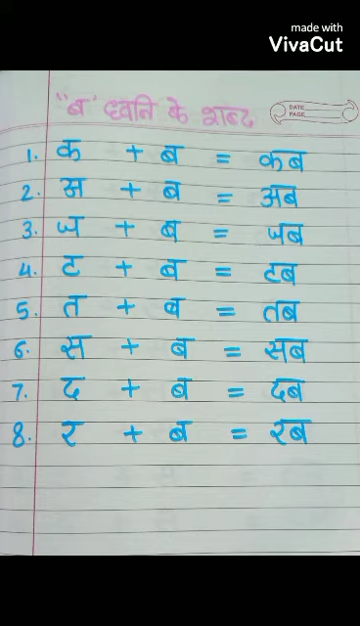 made with
VivaCut
"ब" ध्वनि के शब्द
DATE
PAGE
1. क + ब = कब
2. अ + ब = अब
3. ज + ब = जब
4. ट + ब = टब
5. त + ब = तब
6. स + ब = सब
7. द + ब = दब
8. र + ब = रब